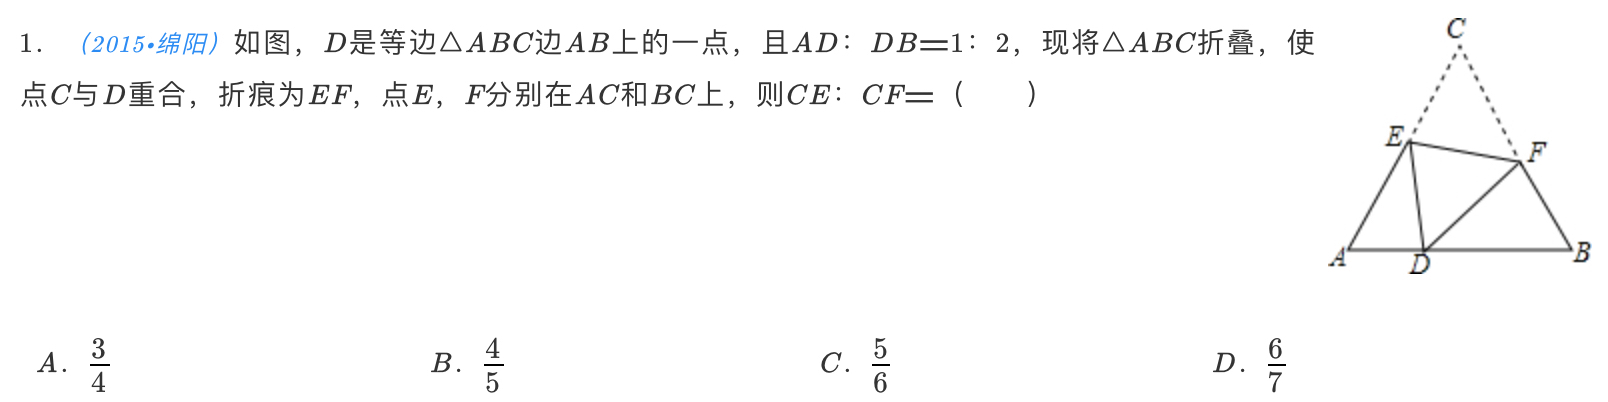 1. （2015•绵阳）如图，D是等边△ABC边AB上的一点，且AD：DB=1：2，现将△ABC折叠，使
点C与D重合，折痕为EF，点E，F分别在AC和BC上，则CE：CF=（　　）
C
E
F
A
D
B
A. 3/4 B. 4/5 C. 5/6 D. 6/7